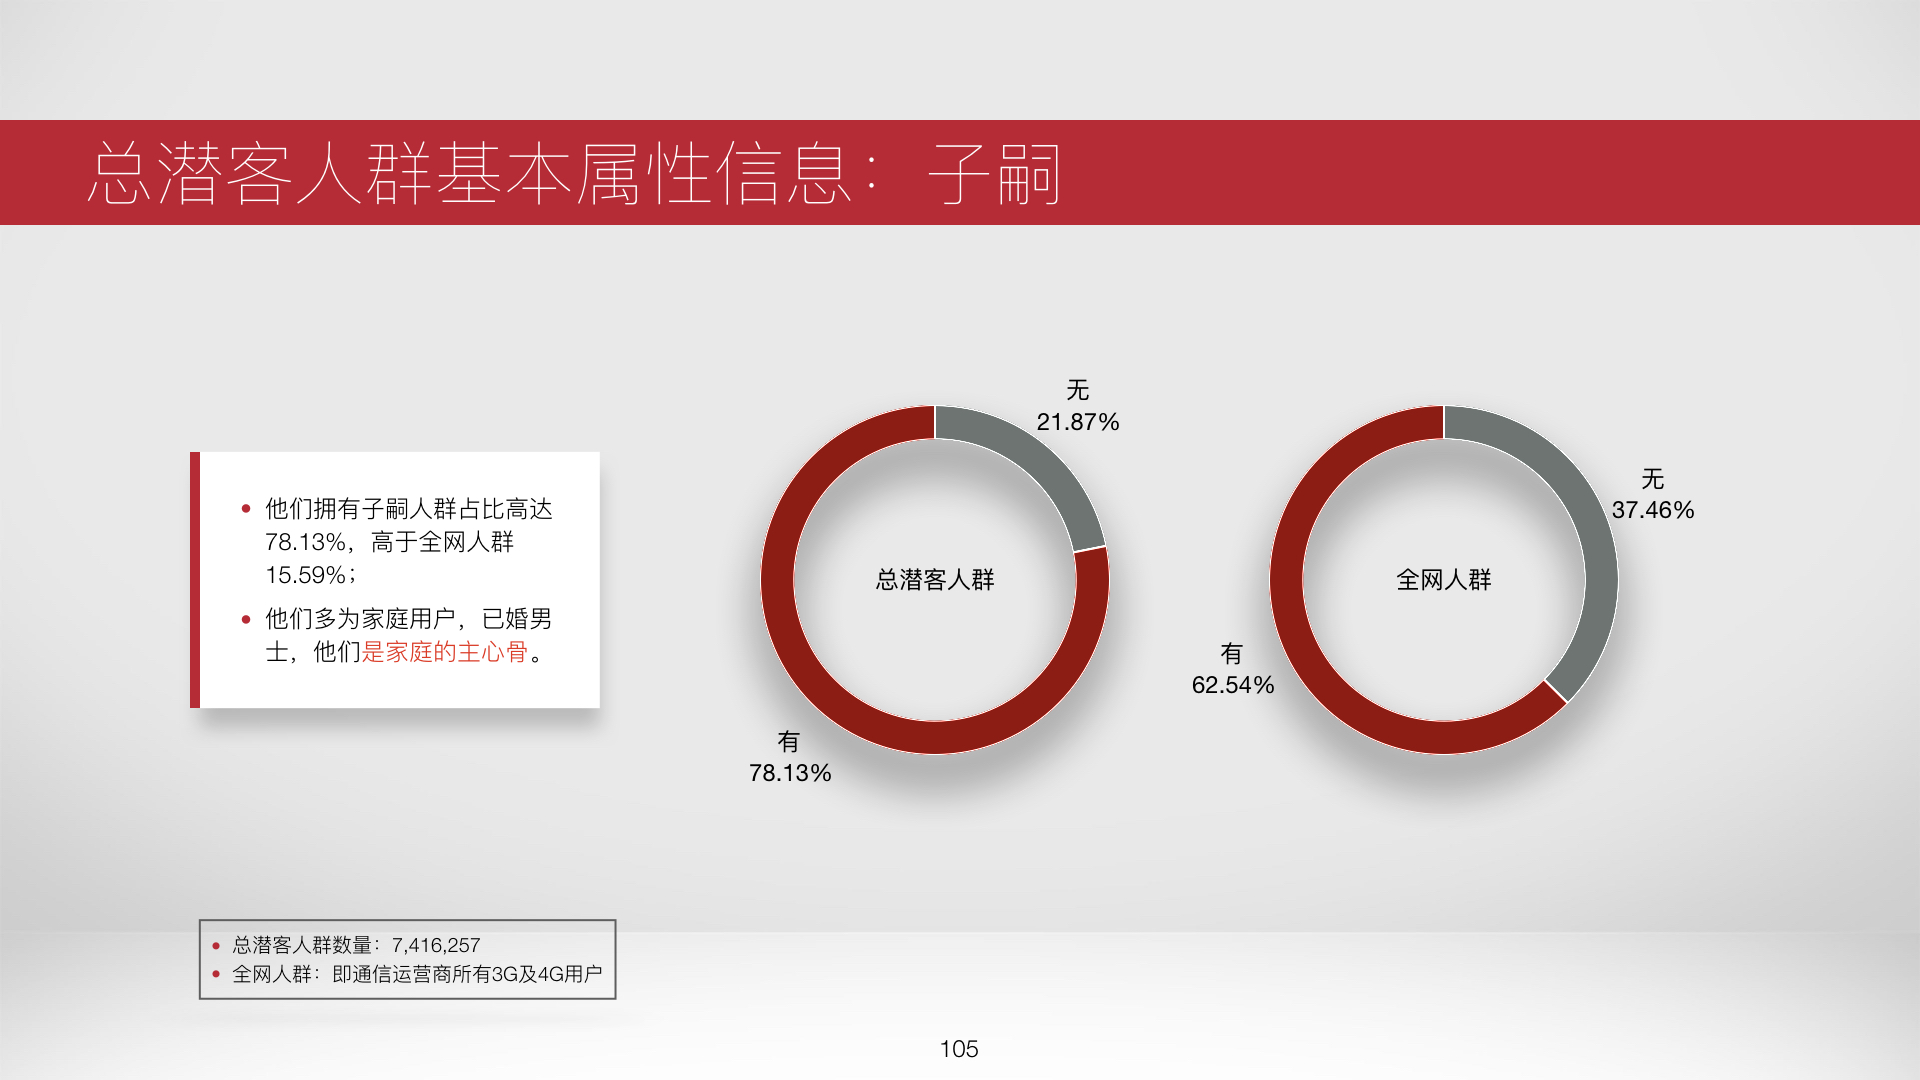 总潜客人群基本属性信息：子嗣
他们拥有子嗣人群占比高达
78.13%，高于全网人群
15.59%；
他们多为家庭用户，已婚男
士，他们是家庭的主心骨。
无
21.87%
总潜客人群
有
78.13%
无
37.46%
全网人群
有
62.54%
总潜客人群数量：7,416,257
全网人群：即通信运营商所有3G及4G用户
105